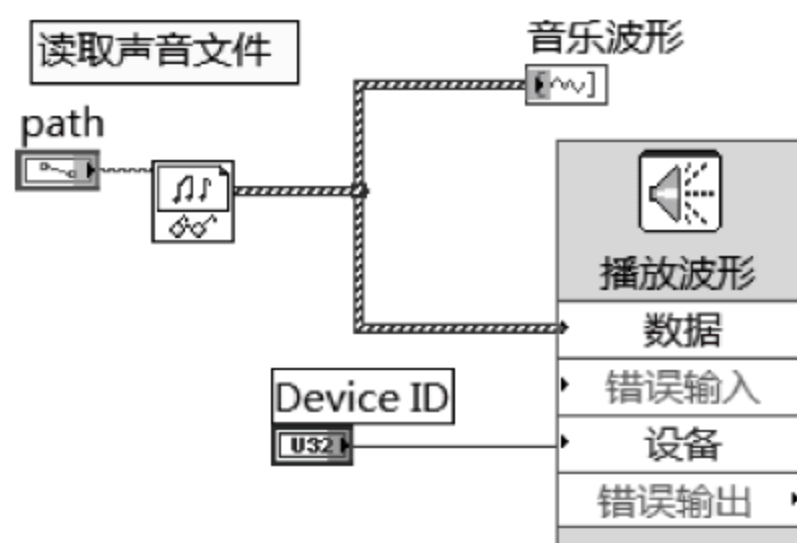 读取声音文件
音乐波形
path
播放波形
数据
错误输入
Device ID
U32
设备
错误输出